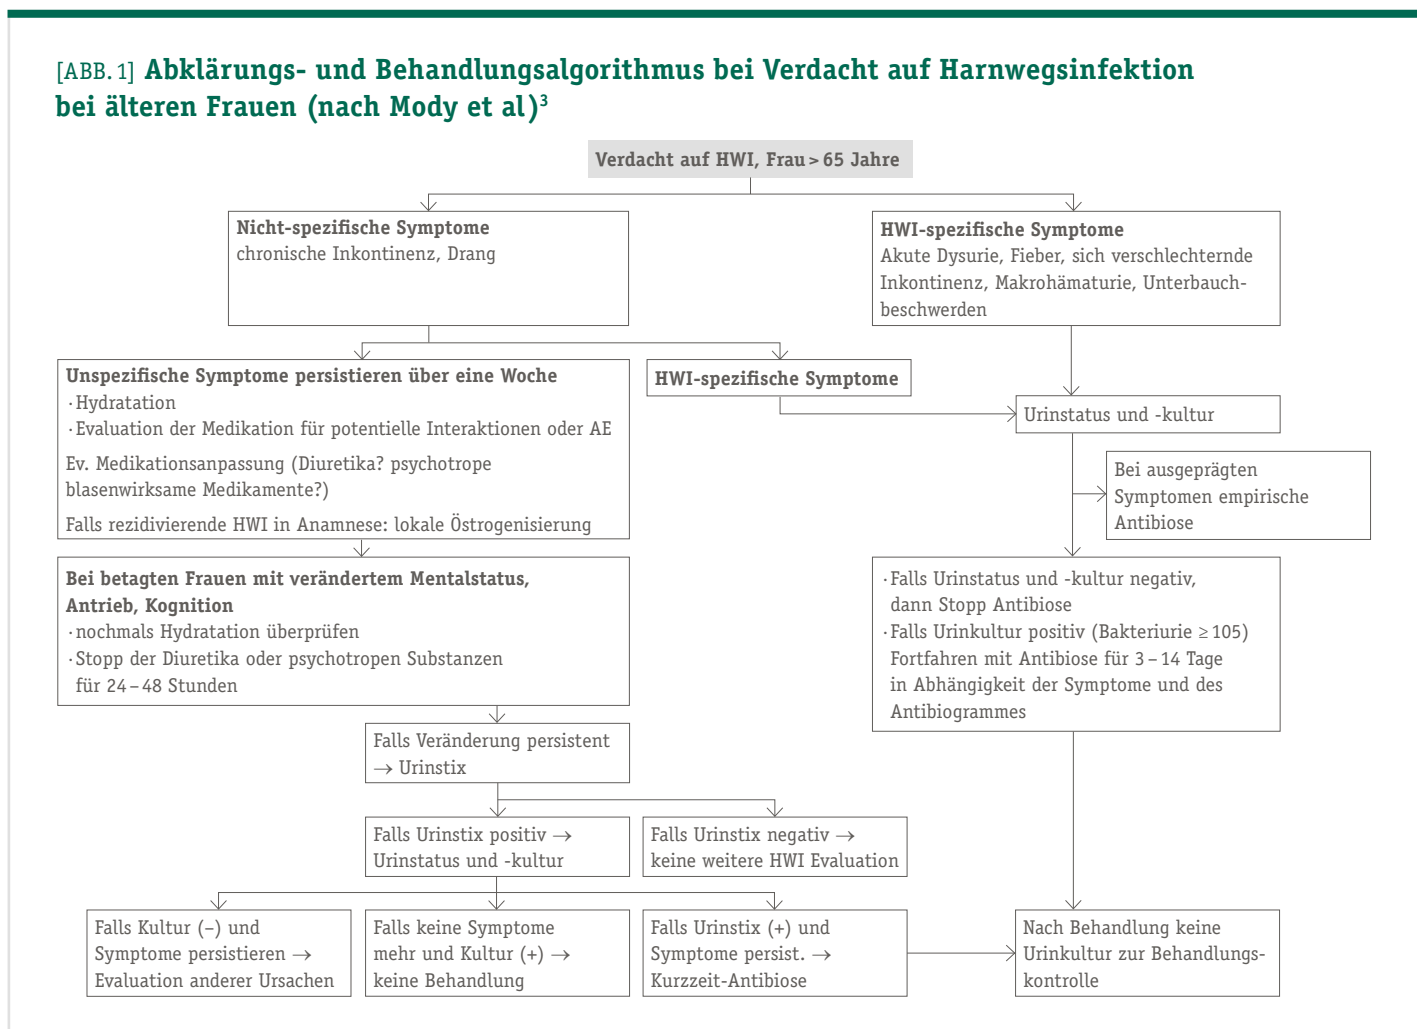 [ABB. 1] Abklärungs- und Behandlungsalgorithmus bei Verdacht auf Harnwegsinfektion
bei älteren Frauen (nach Mody et al)³
Verdacht auf HWI, Frau > 65 Jahre
Nicht-spezifische Symptome
chronische Inkontinenz, Drang
HWI-spezifische Symptome
Akute Dysurie, Fieber, sich verschlechternde
Inkontinenz, Makrohämaturie, Unterbauch-
beschwerden
Unspezifische Symptome persistieren über eine Woche
· Hydratation
· Evaluation der Medikation für potentielle Interaktionen oder AE
Ev. Medikationsanpassung (Diuretika? psychotrope
blasenwirksame Medikamente?)
Falls rezidivierende HWI in Anamnese: lokale Östrogenisierung
HWI-spezifische Symptome
Urinstatus und -kultur
Bei ausgeprägten
Symptomen empirische
Antibiose
Bei betagten Frauen mit verändertem Mentalstatus,
Antrieb, Kognition
· nochmals Hydratation überprüfen
· Stopp der Diuretika oder psychotropen Substanzen
für 24 – 48 Stunden
· Falls Urinstatus und -kultur negativ,
dann Stopp Antibiose
· Falls Urinkultur positiv (Bakteriurie ≥ 105)
Fortfahren mit Antibiose für 3 – 14 Tage
in Abhängigkeit der Symptome und des
Antibiogrammes
Falls Veränderung persistent
→ Urinstix
Falls Urinstix positiv →
Urinstatus und -kultur
Falls Urinstix negativ →
keine weitere HWI Evaluation
Falls Kultur (–) und
Symptome persistieren →
Evaluation anderer Ursachen
Falls keine Symptome
mehr und Kultur (+) →
keine Behandlung
Falls Urinstix (+) und
Symptome persist. →
Kurzzeit-Antibiose
Nach Behandlung keine
Urinkultur zur Behandlungs-
kontrolle